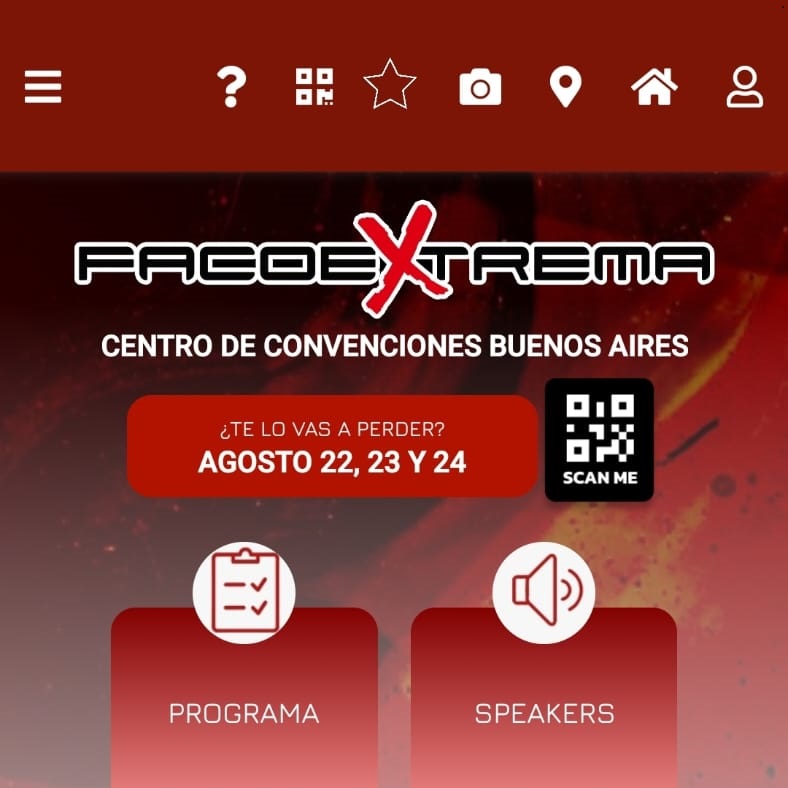 FACOEXTREMA
CENTRO DE CONVENCIONES BUENOS AIRES
¿TE LO VAS A PERDER?
AGOSTO 22, 23 Y 24
SCAN ME
PROGRAMA
SPEAKERS